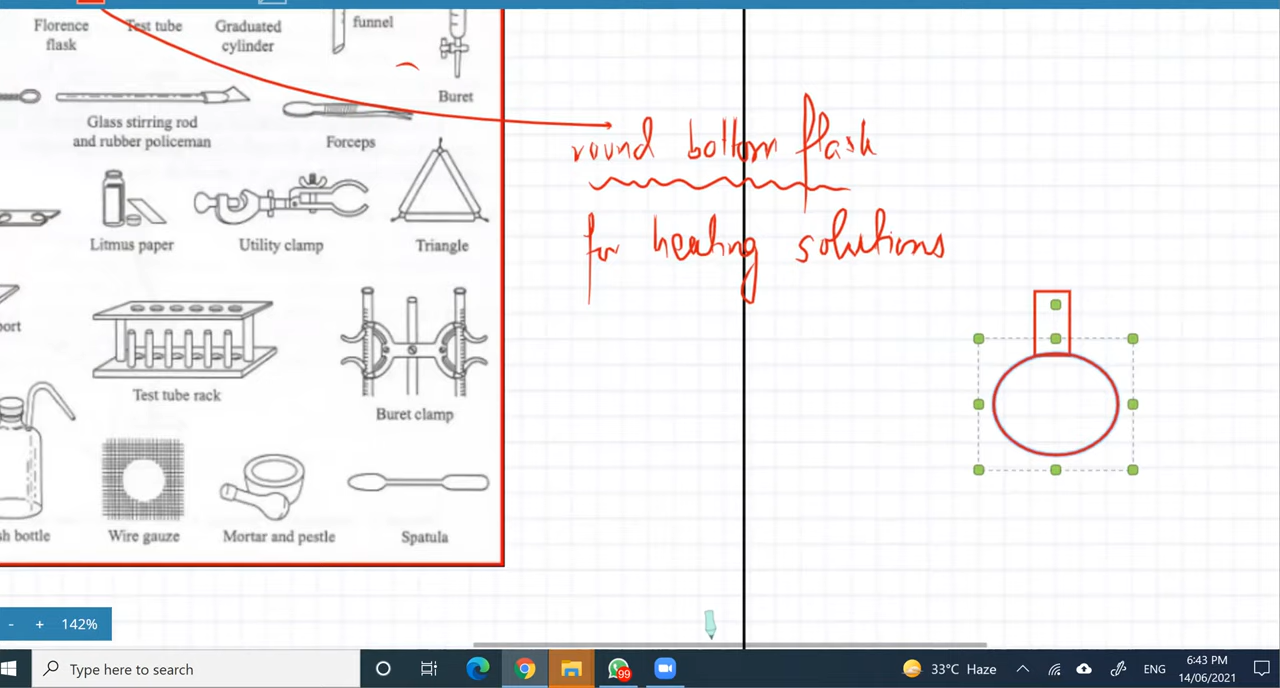 Florence flask
Test tube
Graduated cylinder
funnel
Buret
Glass stirring rod and rubber policeman
Forceps
round bottom flask
for heating solutions
Litmus paper
Utility clamp
Triangle
Test tube rack
Buret clamp
bottle
Wire gauze
Mortar and pestle
Spatula
- + 142%
Type here to search
99
33°C Haze
ENG
6:43 PM
14/06/2021